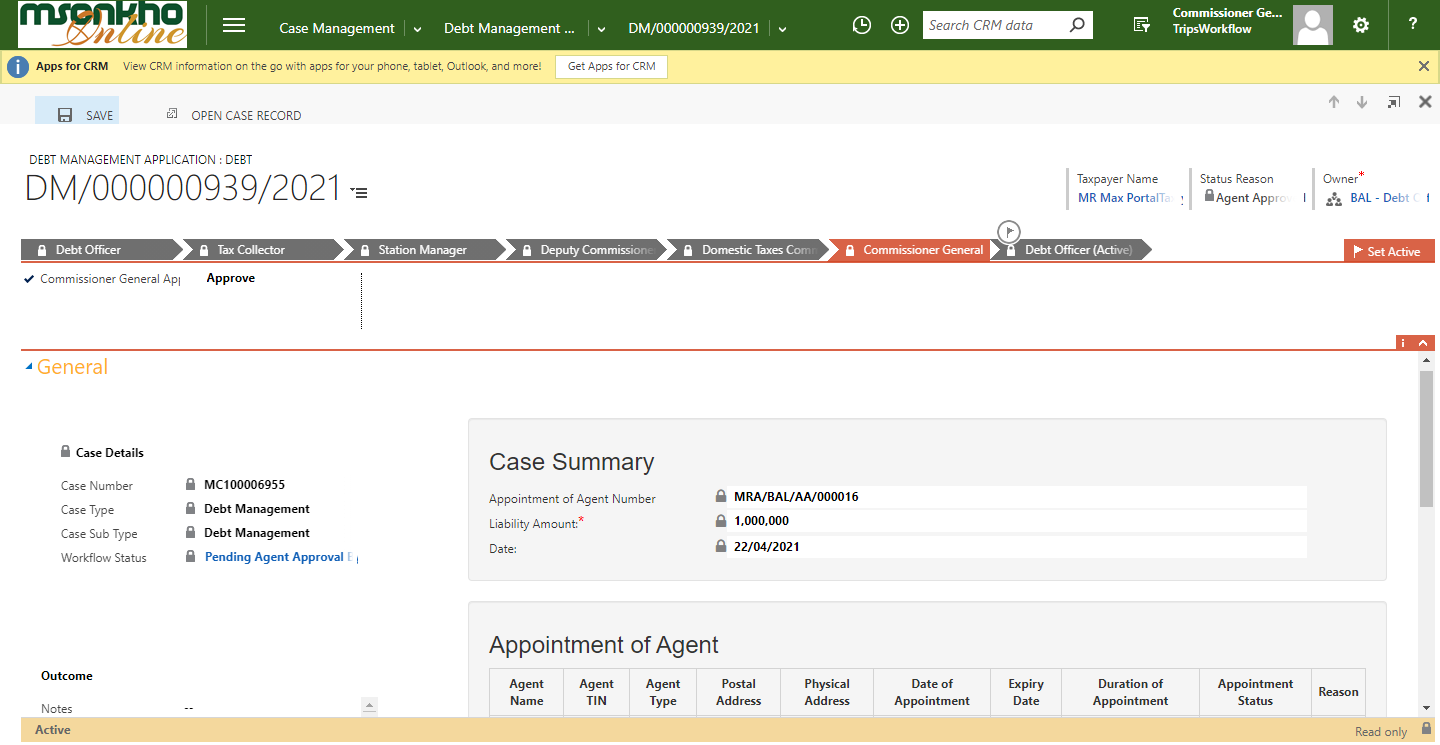 msonkho
Online
Case Management
Debt Management ...
DM/000000939/2021
Search CRM data
Commissioner Ge...
TripsWorkflow
?
Apps for CRM
View CRM information on the go with apps for your phone, tablet, Outlook, and more!
Get Apps for CRM
SAVE
OPEN CASE RECORD
DEBT MANAGEMENT APPLICATION : DEBT
DM/000000939/2021
Taxpayer Name
MR Max PortalTa
Status Reason
Agent Appro
Owner*
BAL - Debt
Debt Officer
Tax Collector
Station Manager
Deputy Commissione
Domestic Taxes Com
Commissioner General
Debt Officer (Active)
Set Active
Commissioner General App
Approve
General
Case Details
Case Number
MC100006955
Case Type
Debt Management
Case Sub Type
Debt Management
Workflow Status
Pending Agent Approval
Case Summary
Appointment of Agent Number
MRA/BAL/AA/000016
Liability Amount:*
1,000,000
Date:
22/04/2021
Appointment of Agent
Agent Name
Agent TIN
Agent Type
Postal Address
Physical Address
Date of Appointment
Expiry Date
Duration of Appointment
Appointment Status
Reason
Outcome
Notes
--
Active
Read only